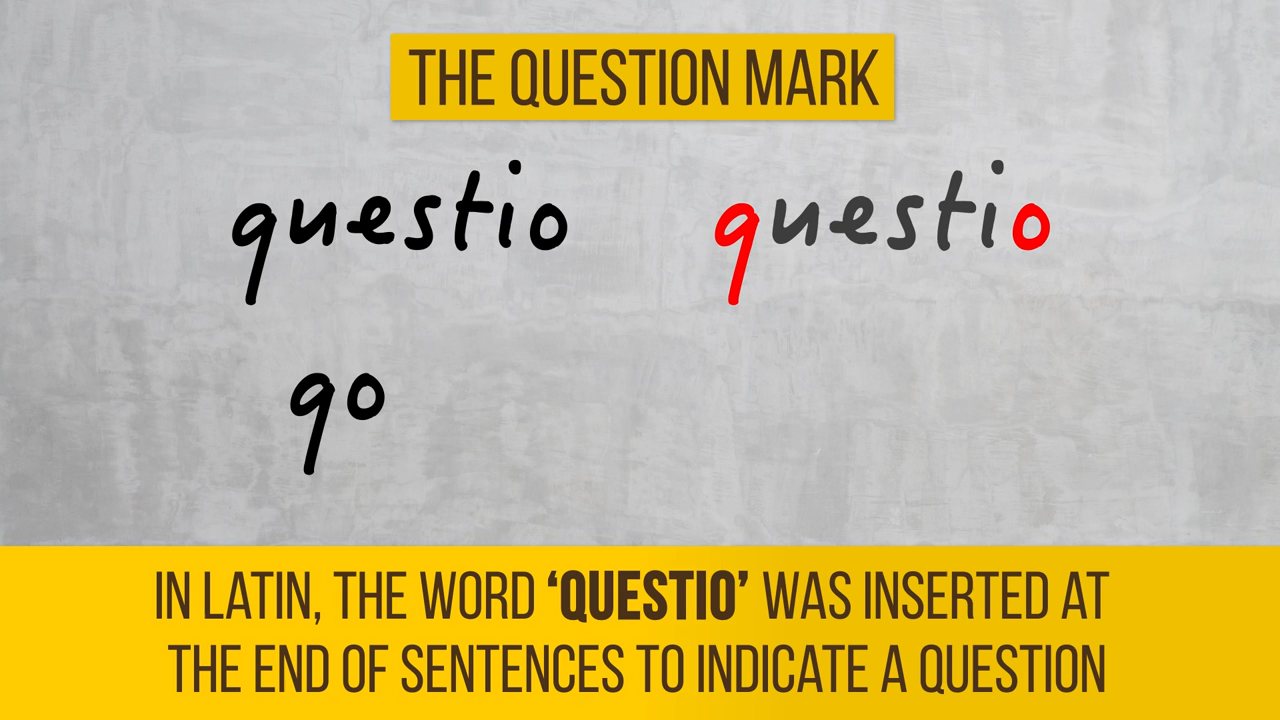 THE QUESTION MARK
questio questio
qo
IN LATIN, THE WORD ‘QUESTIO’ WAS INSERTED AT
THE END OF SENTENCES TO INDICATE A QUESTION